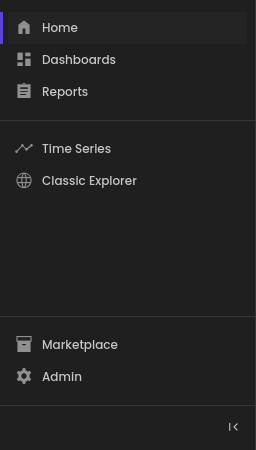 Home
Dashboards
Reports
Time Series
Classic Explorer
Marketplace
Admin